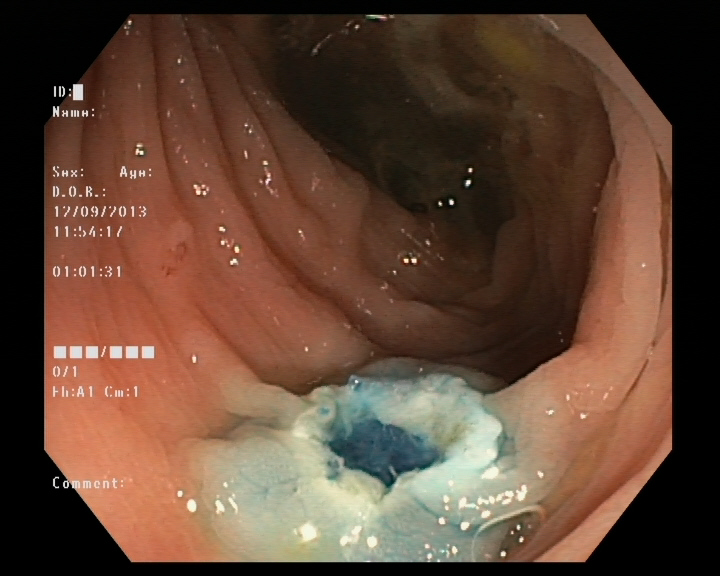 ID:
Name:
Sex: Age:
D.O.B.:
12/09/2013
11:54:17
01:01:31
/
0/1
Eh:A1 Cm:1
Comment: